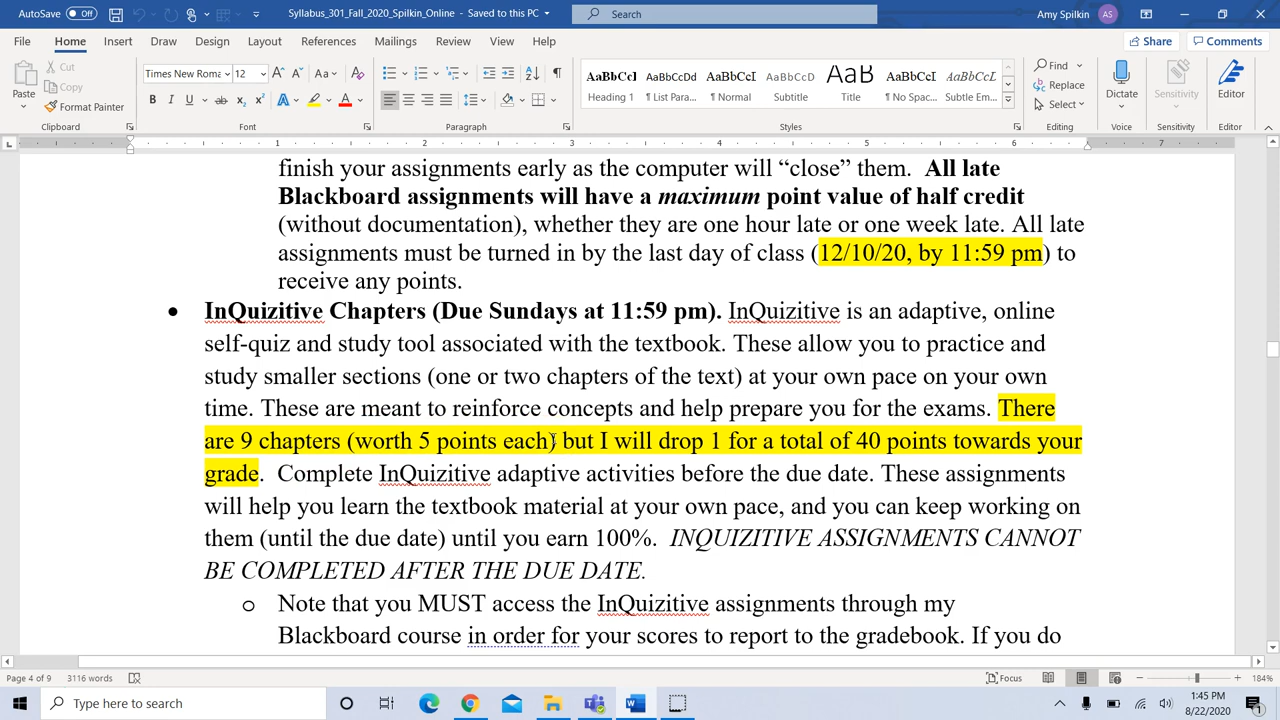 AutoSave Off Syllabus_301_Fall_Spilkin_Online - Saved to this PC Search Amy Spilkin AS
File Home Insert Draw Design Layout References Mailings Review View Help Share Comments
Paste Cut Copy Format Painter Clipboard
Times New Roma 12 Font
Paragraph
AaBbCcI Heading 1 AaBbCcDd ¶ List Para... AaBbCcI ¶ Normal AaBbCcD Subtitle AaB Title AaBbCcI ¶ No Spac... AaBbCcL Subtle Em... Styles
Find Replace Select Editing
Dictate Voice Sensitivity Sensitivity Editor Editor
1 1 2 3 4 5 6 7
finish your assignments early as the computer will “close” them. All late
Blackboard assignments will have a maximum point value of half credit
(without documentation), whether they are one hour late or one week late. All late
assignments must be turned in by the last day of class (12/10/20, by 11:59 pm) to
receive any points.
• InQuizitive Chapters (Due Sundays at 11:59 pm). InQuizitive is an adaptive, online
self-quiz and study tool associated with the textbook. These allow you to practice and
study smaller sections (one or two chapters of the text) at your own pace on your own
time. These are meant to reinforce concepts and help prepare you for the exams. There
are 9 chapters (worth 5 points each) but I will drop 1 for a total of 40 points towards your
grade. Complete InQuizitive adaptive activities before the due date. These assignments
will help you learn the textbook material at your own pace, and you can keep working on
them (until the due date) until you earn 100%. INQUIZITIVE ASSIGNMENTS CANNOT
BE COMPLETED AFTER THE DUE DATE.
o Note that you MUST access the InQuizitive assignments through my
Blackboard course in order for your scores to report to the gradebook. If you do
Page 4 of 9 3116 words Focus 184%
Type here to search 1:45 PM
8/22/2020